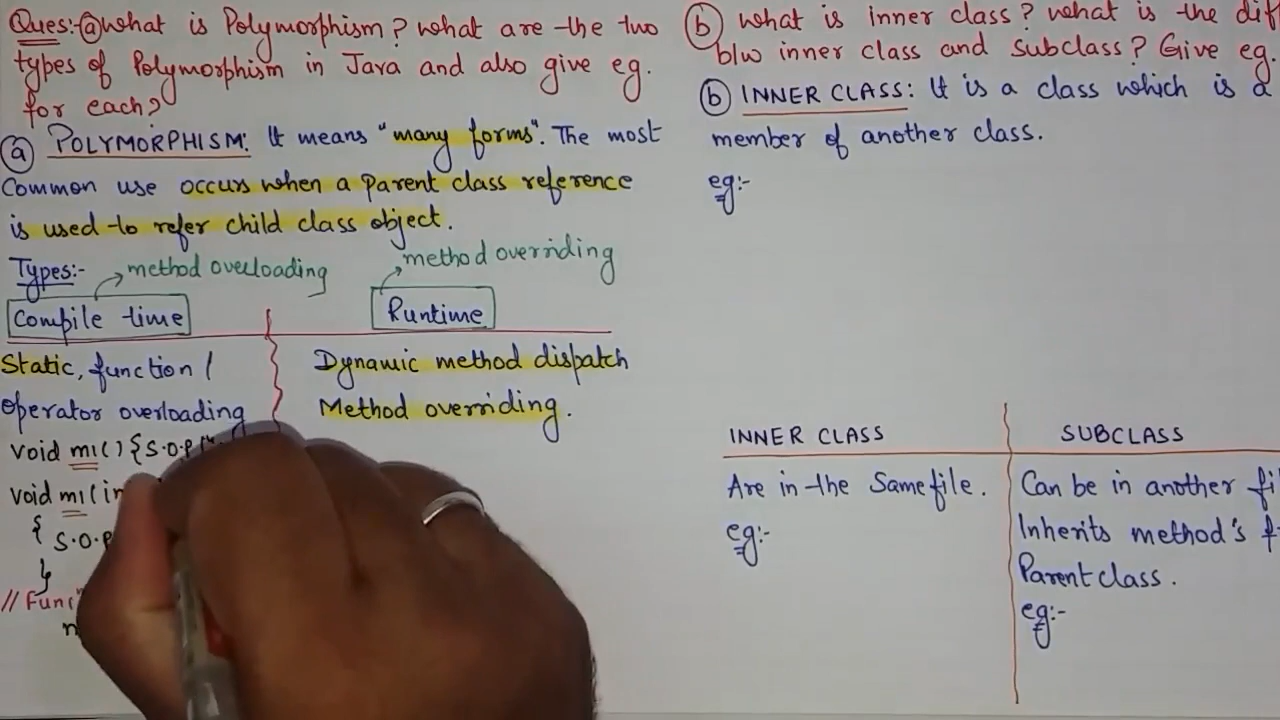 Ques:-(a) What is Polymorphism? What are the two
types of Polymorphism in Java and also give eg.
for each?
(a) POLYMORPHISM: It means "many forms". The most
Common use occurs when a parent class reference
is used to refer child class object.
Types:-
method overloading
method overriding
Compile time
Runtime
Static, function /
Operator overloading
void m1() {S.O.P("
void m1(in
{
S.O.P
}
// Func
Dynamic method dispatch
Method overriding.
(b) What is inner class? What is the dif
b/w inner class and subclass? Give eg.
(b) INNER CLASS: It is a class which is a
member of another class.
eg:-
INNER CLASS
SUBCLASS
Are in the Same file.
eg:-
Can be in another fi
Inherits method's f
Parent class.
eg:-